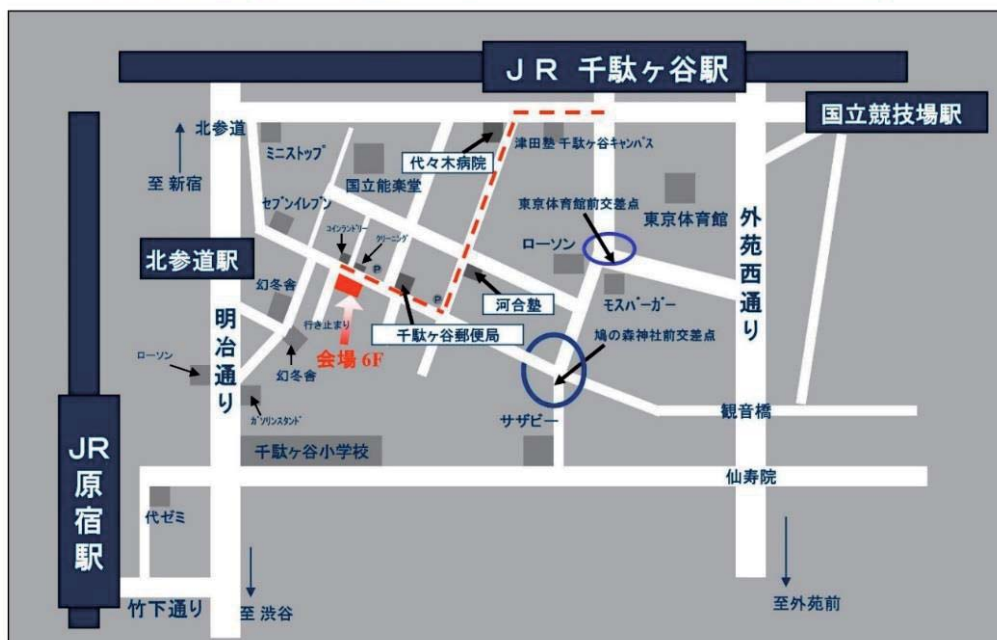 JR 千駄ヶ谷駅
国立競技場駅
北参道
ミニストップ
代々木病院
津田塾 千駄ヶ谷キャンパス
至 新宿
国立能楽堂
セブンイレブン
コインランドリー
クリーニング
P
東京体育館前交差点
東京体育館
ローソン
北参道駅
幻冬舎
P
河合塾
モスバーガー
外苑西通り
明治通り
行き止まり
千駄ヶ谷郵便局
鳩の森神社前交差点
会場 6F
ローソン
幻冬舎
ガソリンスタンド
サザビー
観音橋
千駄ヶ谷小学校
JR原宿駅
仙寿院
代ゼミ
竹下通り
至 渋谷
至外苑前